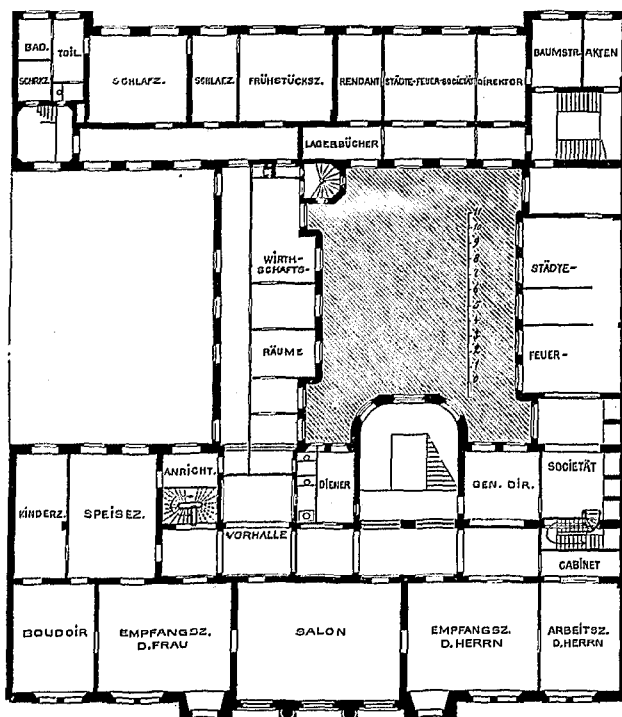 BAD.
TOIL.
SCHRKZ.
SCHLAFZ.
SCHLAFZ.
FRÜHSTÜCKSZ.
RENDANT
STÄDTE-FEUER-SOCIETÄT
DIREKTOR
BAUMSTR.
AKTEN
LAGERBÜCHER
WIRTH-
SCHAFTS-
RÄUME
STÄDTE-
FEUER-
SOCIETÄT
KINDERZ.
SPEISEZ.
ANRICHT.
DIENER
GEN. DIR.
VORHALLE
CABINET
BOUDOIR
EMPFANGSZ.
D. FRAU
SALON
EMPFANGSZ.
D. HERRN
ARBEITSZ.
D. HERRN